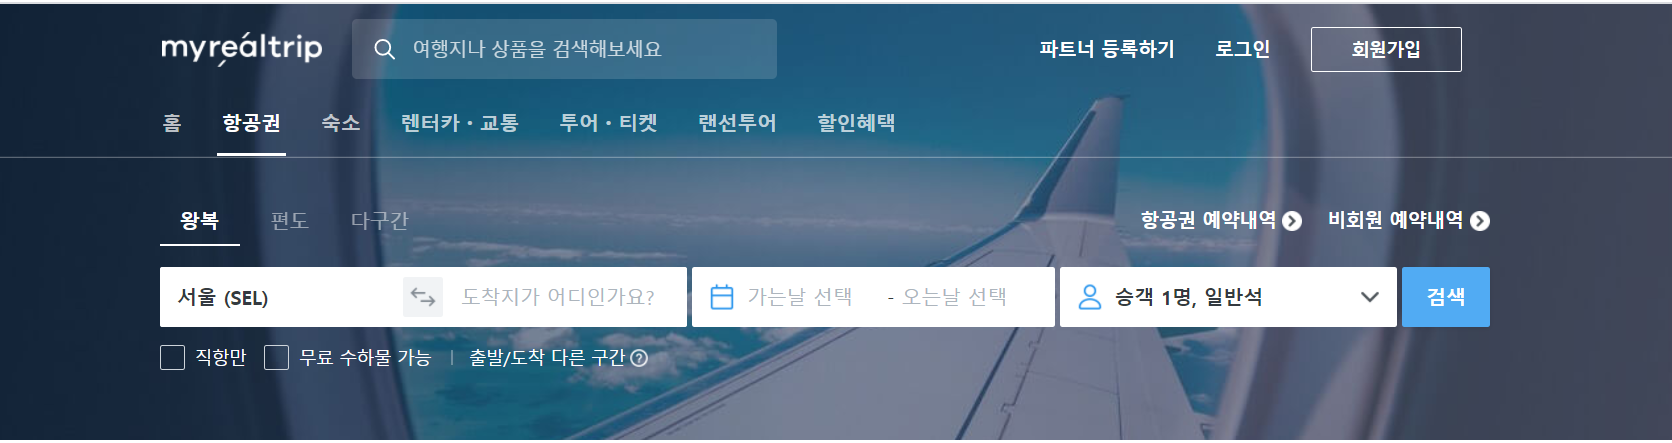 myrealtrip 여행지나 상품을 검색해보세요 파트너 등록하기 로그인 회원가입
홈 항공권 숙소 렌터카 · 교통 투어 · 티켓 랜선투어 할인혜택
왕복 편도 다구간 항공권 예약내역 비회원 예약내역
서울 (SEL) 도착지가 어디인가요? 가는날 선택 - 오는날 선택 승객 1명, 일반석 검색
직항만 무료 수하물 가능 | 출발/도착 다른 구간 ?